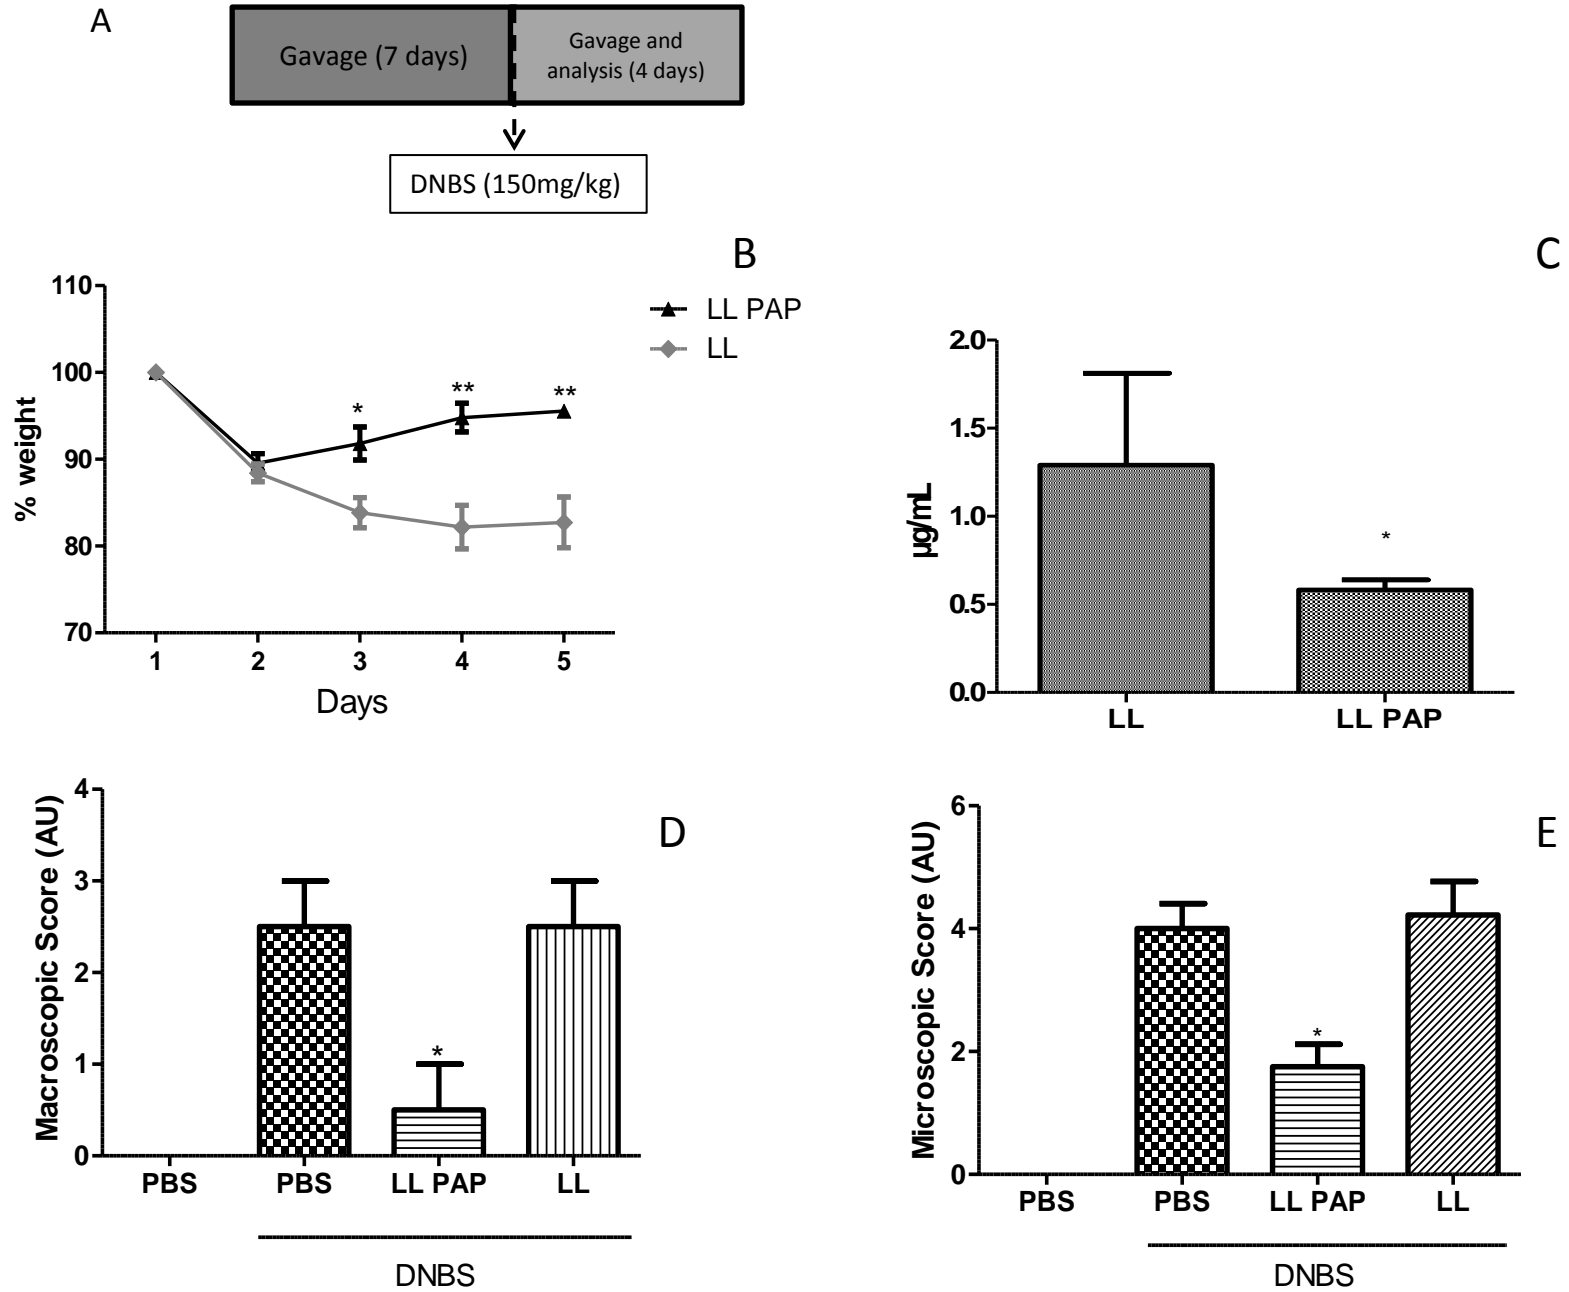 A
Gavage (7 days)
Gavage and
analysis (4 days)
DNBS (150mg/kg)
B
110
100
90
80
70
% weight
1 2 3 4 5
Days
*
**
**
LL PAP
LL
C
2.0
1.5
1.0
0.5
0.0
µg/mL
*
LL LL PAP
D
4
3
2
1
0
Macroscopic Score (AU)
*
PBS PBS LL PAP LL
DNBS
E
6
4
2
0
Microscopic Score (AU)
*
PBS PBS LL PAP LL
DNBS